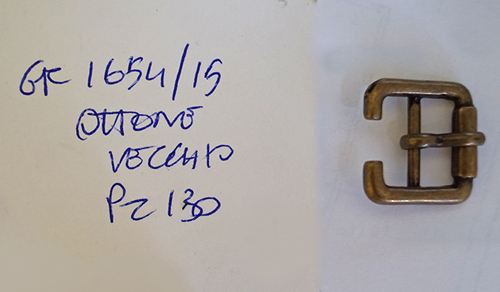 GK 1654/15
OTTONE
VECCHIO
PZ 130